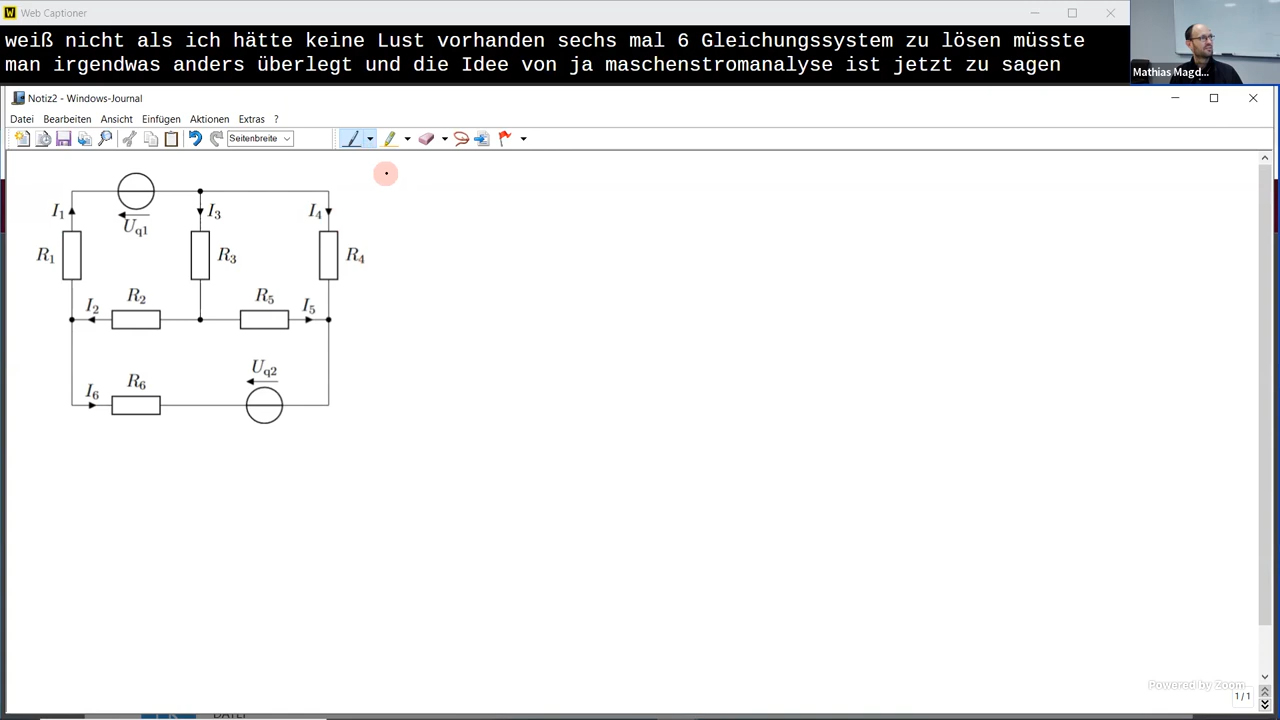 Web Captioner
weiß nicht als ich hätte keine Lust vorhanden sechs mal 6 Gleichungssystem zu lösen müsste
man irgendwas anders überlegt und die Idee von ja maschenstromanalyse ist jetzt zu sagen
Mathias Magd...
Notiz2 - Windows-Journal
Datei Bearbeiten Ansicht Einfügen Aktionen Extras ?
Seitenbreite
I1 Uq1 I3 I4
R1 R3 R4
I2 R2 R5 I5
I6 R6 Uq2
Powered by Zoom
1/1